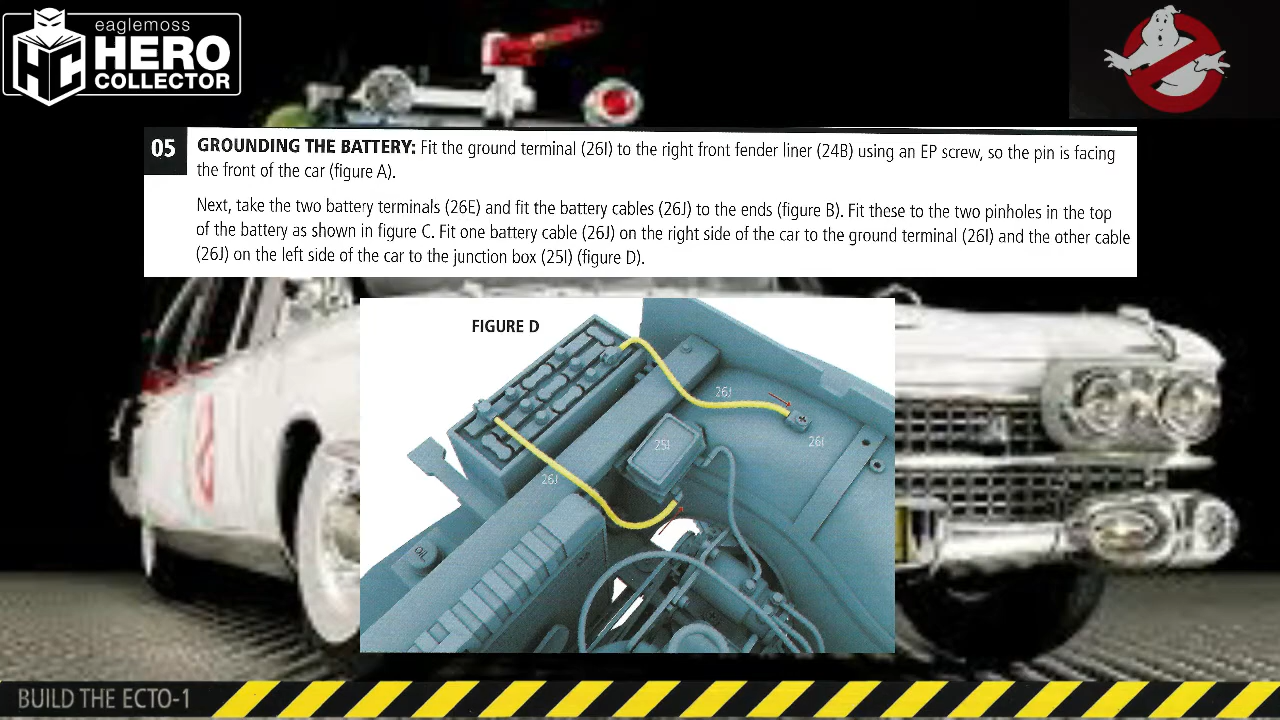 eaglemoss
HERO
COLLECTOR
HC
05
GROUNDING THE BATTERY: Fit the ground terminal (26I) to the right front fender liner (24B) using an EP screw, so the pin is facing
the front of the car (figure A).
Next, take the two battery terminals (26E) and fit the battery cables (26J) to the ends (figure B). Fit these to the two pinholes in the top
of the battery as shown in figure C. Fit one battery cable (26J) on the right side of the car to the ground terminal (26I) and the other cable
(26J) on the left side of the car to the junction box (25I) (figure D).
FIGURE D
26J
26I
25I
26J
OIL
BUILD THE ECTO-1